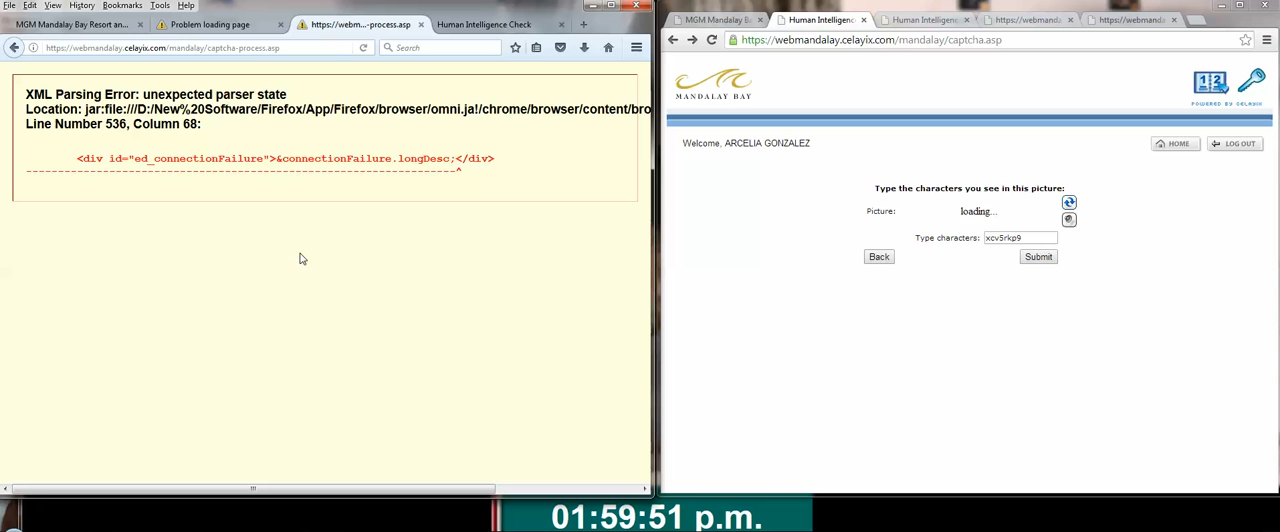 File Edit View History Bookmarks Tools Help
MGM Mandalay Bay Resort an...
Problem loading page
https://webm...-process.asp
Human Intelligence Check
https://webmandalay.celayix.com/mandalay/captcha-process.asp
Search
XML Parsing Error: unexpected parser state
Location: jar:file:///D:/New%20Software/Firefox/App/Firefox/browser/omni.ja!/chrome/browser/content/bro
Line Number 536, Column 68:
<div id="ed_connectionFailure">&connectionFailure.longDesc;</div>
--------------------------------------------------------------------^
MGM Mandalay B
Human Intelligenc
Human Intelligenc
https://webmanda
https://webmanda
https://webmandalay.celayix.com/mandalay/captcha.asp
MANDALAY BAY
1 2
POWERED BY CELAYIX
Welcome, ARCELIA GONZALEZ
HOME
LOG OUT
Type the characters you see in this picture:
Picture:
loading...
Type characters: xcv5rkp9
Back
Submit
01:59:51 p.m.